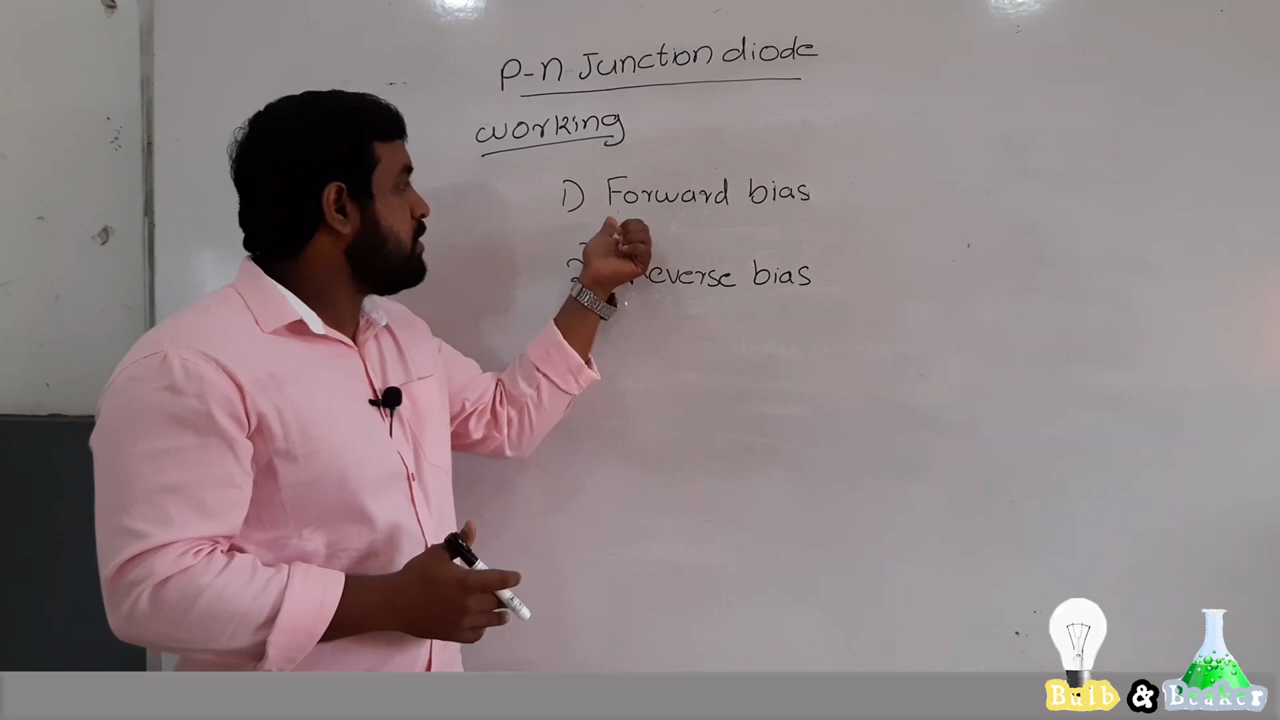 P-N Junction diode
working
1) Forward bias
2) Reverse bias
Bulb & Beaker